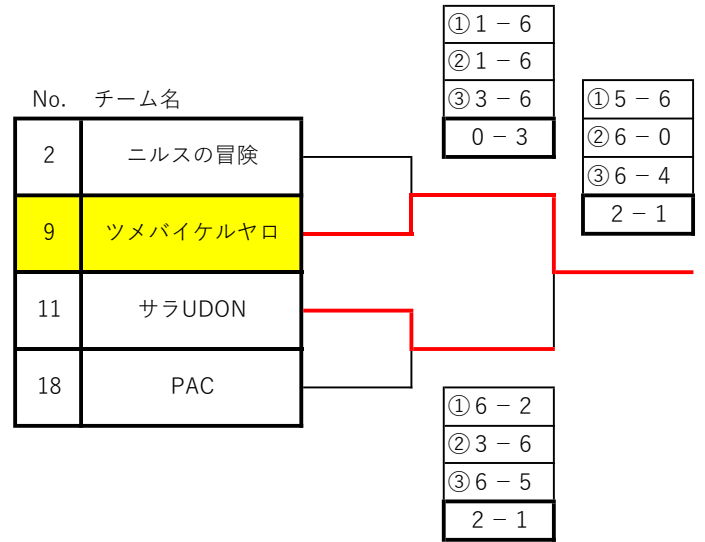 ①1 − 6
②1 − 6
③3 − 6
0 − 3
①5 − 6
②6 − 0
③6 − 4
2 − 1
No. チーム名
2 ニルスの冒険
9 ツメバイケルヤロ
11 サラUDON
18 PAC
①6 − 2
②3 − 6
③6 − 5
2 − 1